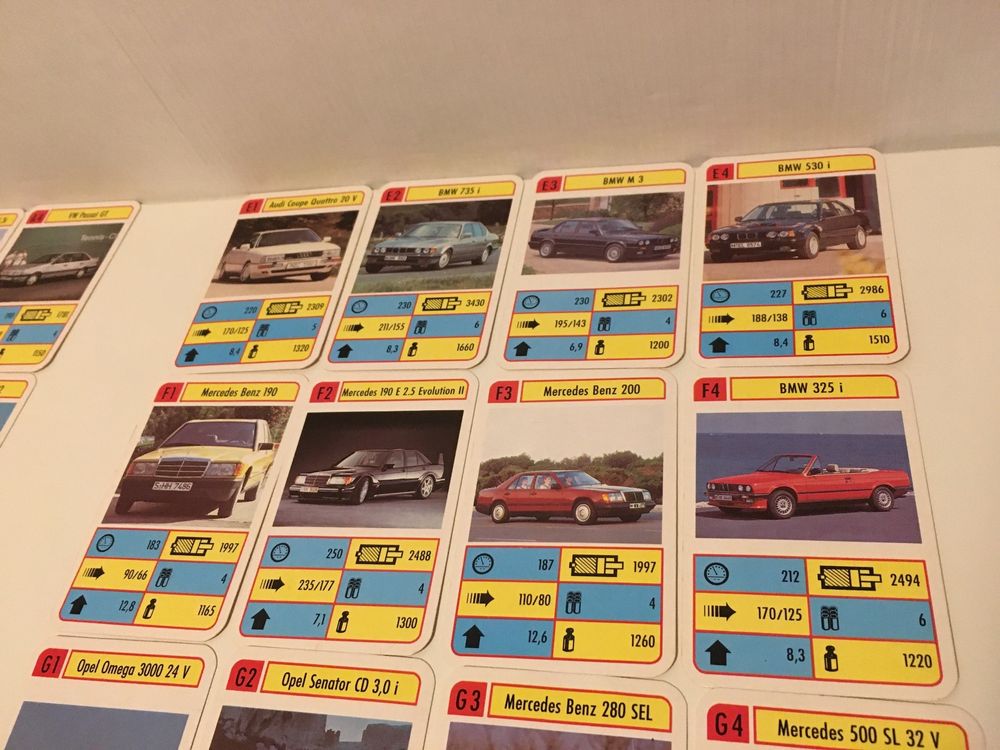 VW Passat GT
1781
4
1150
E1 Audi Coupe Quattro 20 V
220 2309
170/125 5
8,4 1320
E2 BMW 735 i
230 3430
211/155 6
8,3 1660
E3 BMW M 3
230 2302
195/143 4
6,9 1200
E4 BMW 530 i
227 2986
188/138 6
8,4 1510
F1 Mercedes Benz 190
S:HH 7486
183 1997
90/66 4
12,8 1165
F2 Mercedes 190 E 2.5 Evolution II
250 2488
235/177 4
7,1 1300
F3 Mercedes Benz 200
187 1997
110/80 4
12,6 1260
F4 BMW 325 i
212 2494
170/125 6
8,3 1220
G1 Opel Omega 3000 24 V
G2 Opel Senator CD 3,0 i
G3 Mercedes Benz 280 SEL
G4 Mercedes 500 SL 32 V